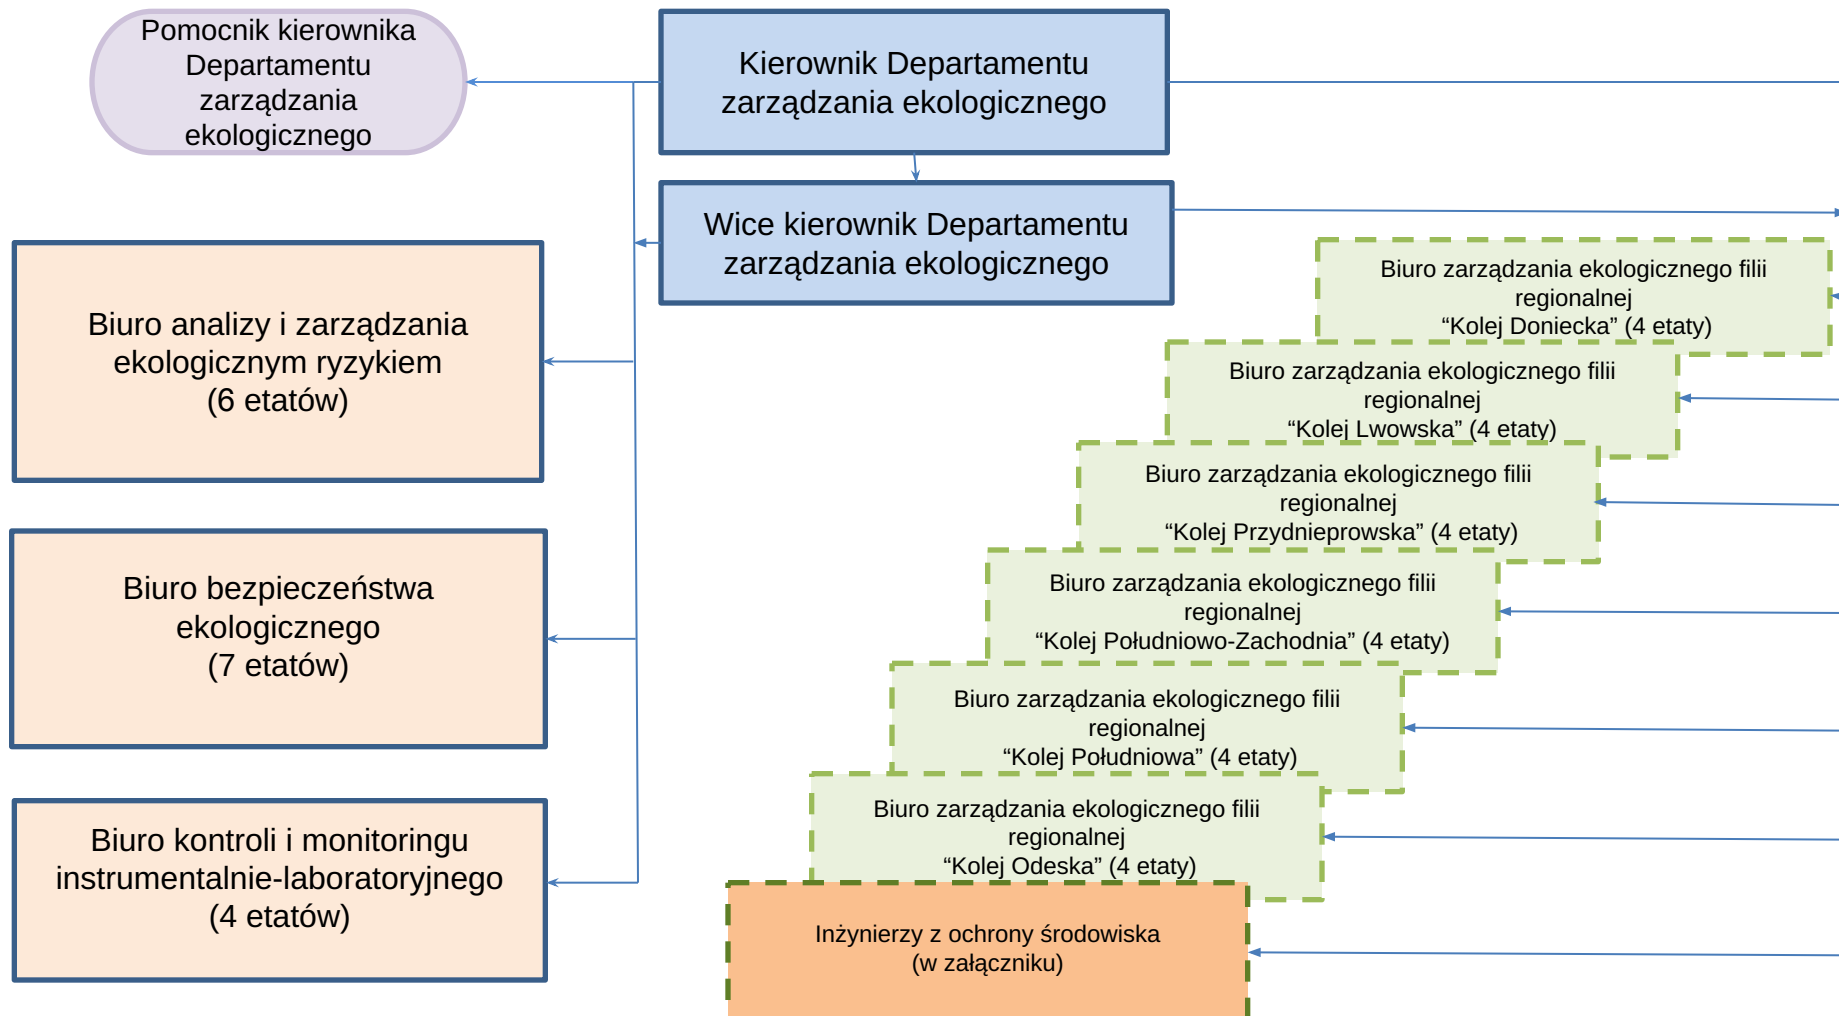 Pomocnik kierownika
Departamentu
zarządzania
ekologicznego
Kierownik Departamentu
zarządzania ekologicznego
Wice kierownik Departamentu
zarządzania ekologicznego
Biuro analizy i zarządzania
ekologicznym ryzykiem
(6 etatów)
Biuro bezpieczeństwa
ekologicznego
(7 etatów)
Biuro kontroli i monitoringu
instrumentalnie-laboratoryjnego
(4 etatów)
Biuro zarządzania ekologicznego filii
regionalnej
“Kolej Doniecka” (4 etaty)
Biuro zarządzania ekologicznego filii
regionalnej
“Kolej Lwowska” (4 etaty)
Biuro zarządzania ekologicznego filii
regionalnej
“Kolej Przydnieprowska” (4 etaty)
Biuro zarządzania ekologicznego filii
regionalnej
“Kolej Południowo-Zachodnia” (4 etaty)
Biuro zarządzania ekologicznego filii
regionalnej
“Kolej Południowa” (4 etaty)
Biuro zarządzania ekologicznego filii
regionalnej
“Kolej Odeska” (4 etaty)
Inżynierzy z ochrony środowiska
(w załączniku)